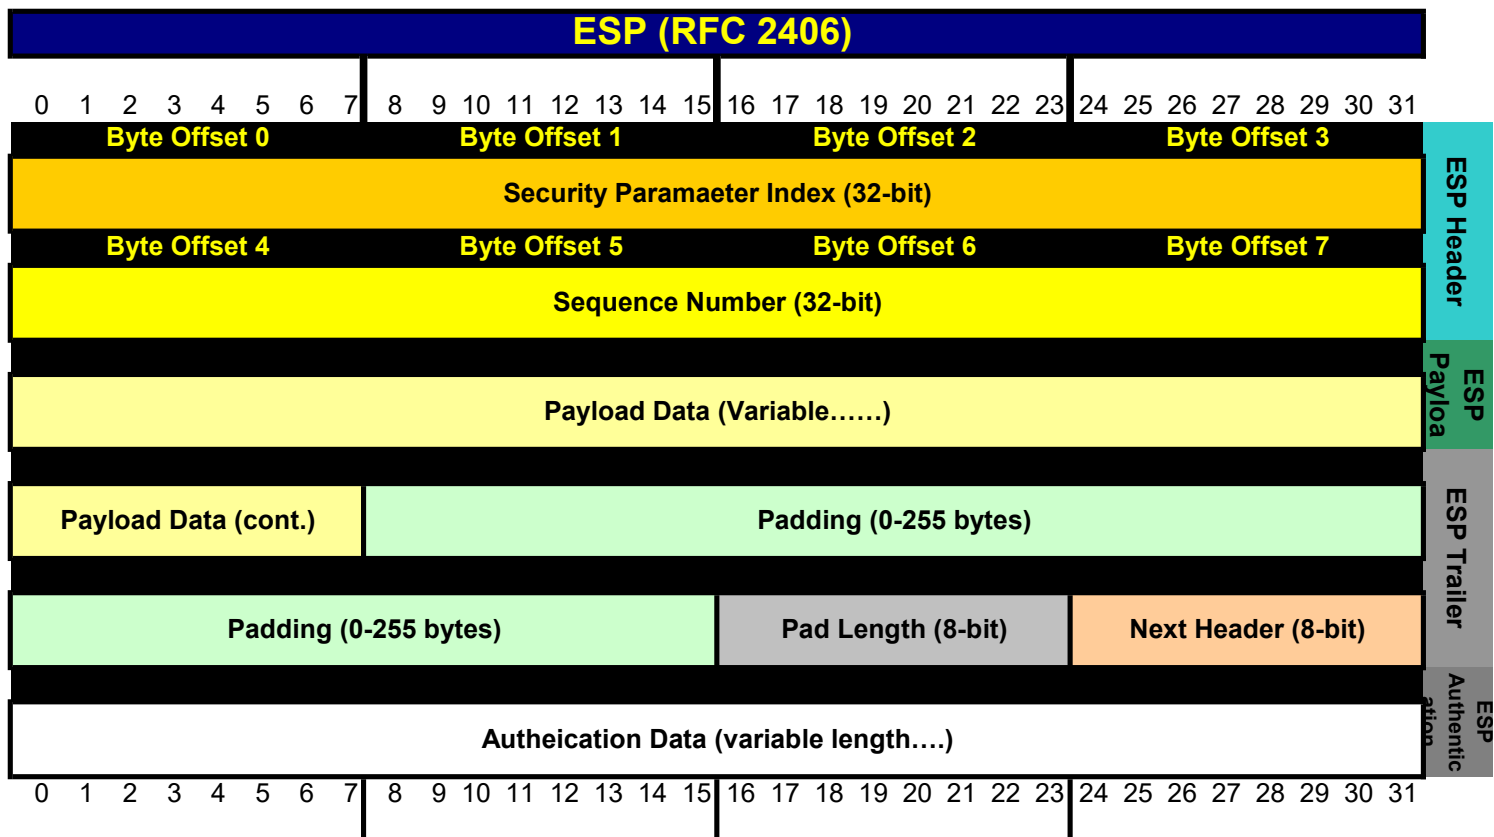 ESP (RFC 2406)
0 1 2 3 4 5 6 7 8 9 10 11 12 13 14 15 16 17 18 19 20 21 22 23 24 25 26 27 28 29 30 31
Byte Offset 0 Byte Offset 1 Byte Offset 2 Byte Offset 3
Security Paramaeter Index (32-bit)
Byte Offset 4 Byte Offset 5 Byte Offset 6 Byte Offset 7
Sequence Number (32-bit)
ESP Header
Payload Data (Variable……)
ESP
Payloa
Payload Data (cont.) Padding (0-255 bytes)
Padding (0-255 bytes) Pad Length (8-bit) Next Header (8-bit)
ESP Trailer
Autheication Data (variable length….)
ESP
Authentic
ation
0 1 2 3 4 5 6 7 8 9 10 11 12 13 14 15 16 17 18 19 20 21 22 23 24 25 26 27 28 29 30 31